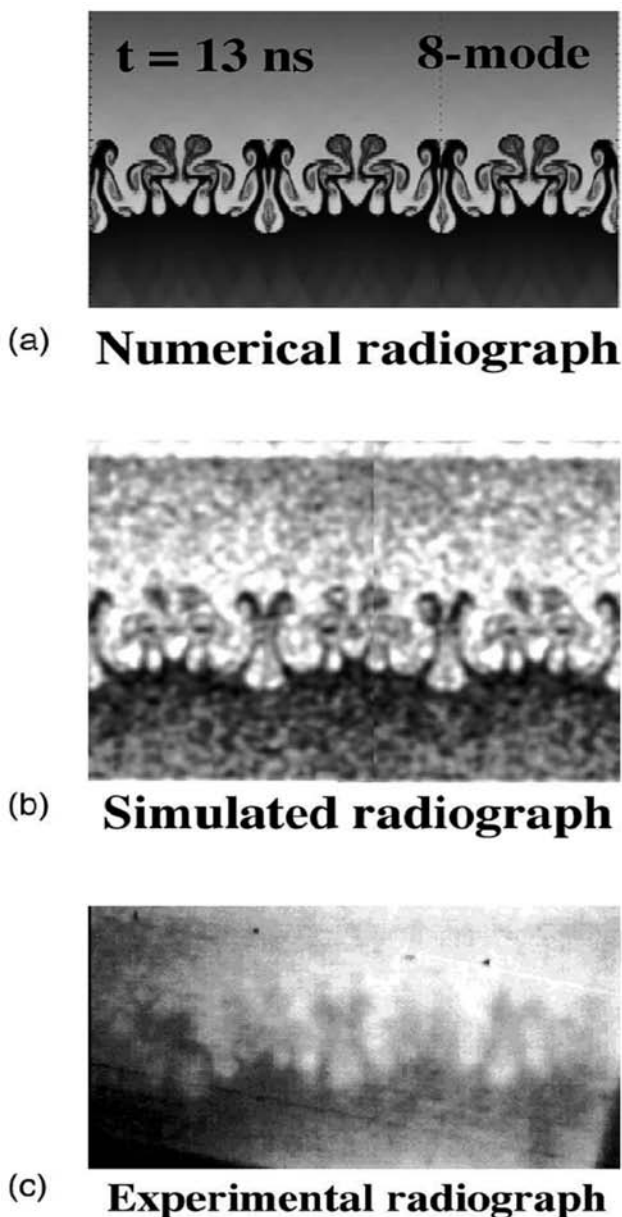 t = 13 ns 8-mode
(a) Numerical radiograph
(b) Simulated radiograph
(c) Experimental radiograph